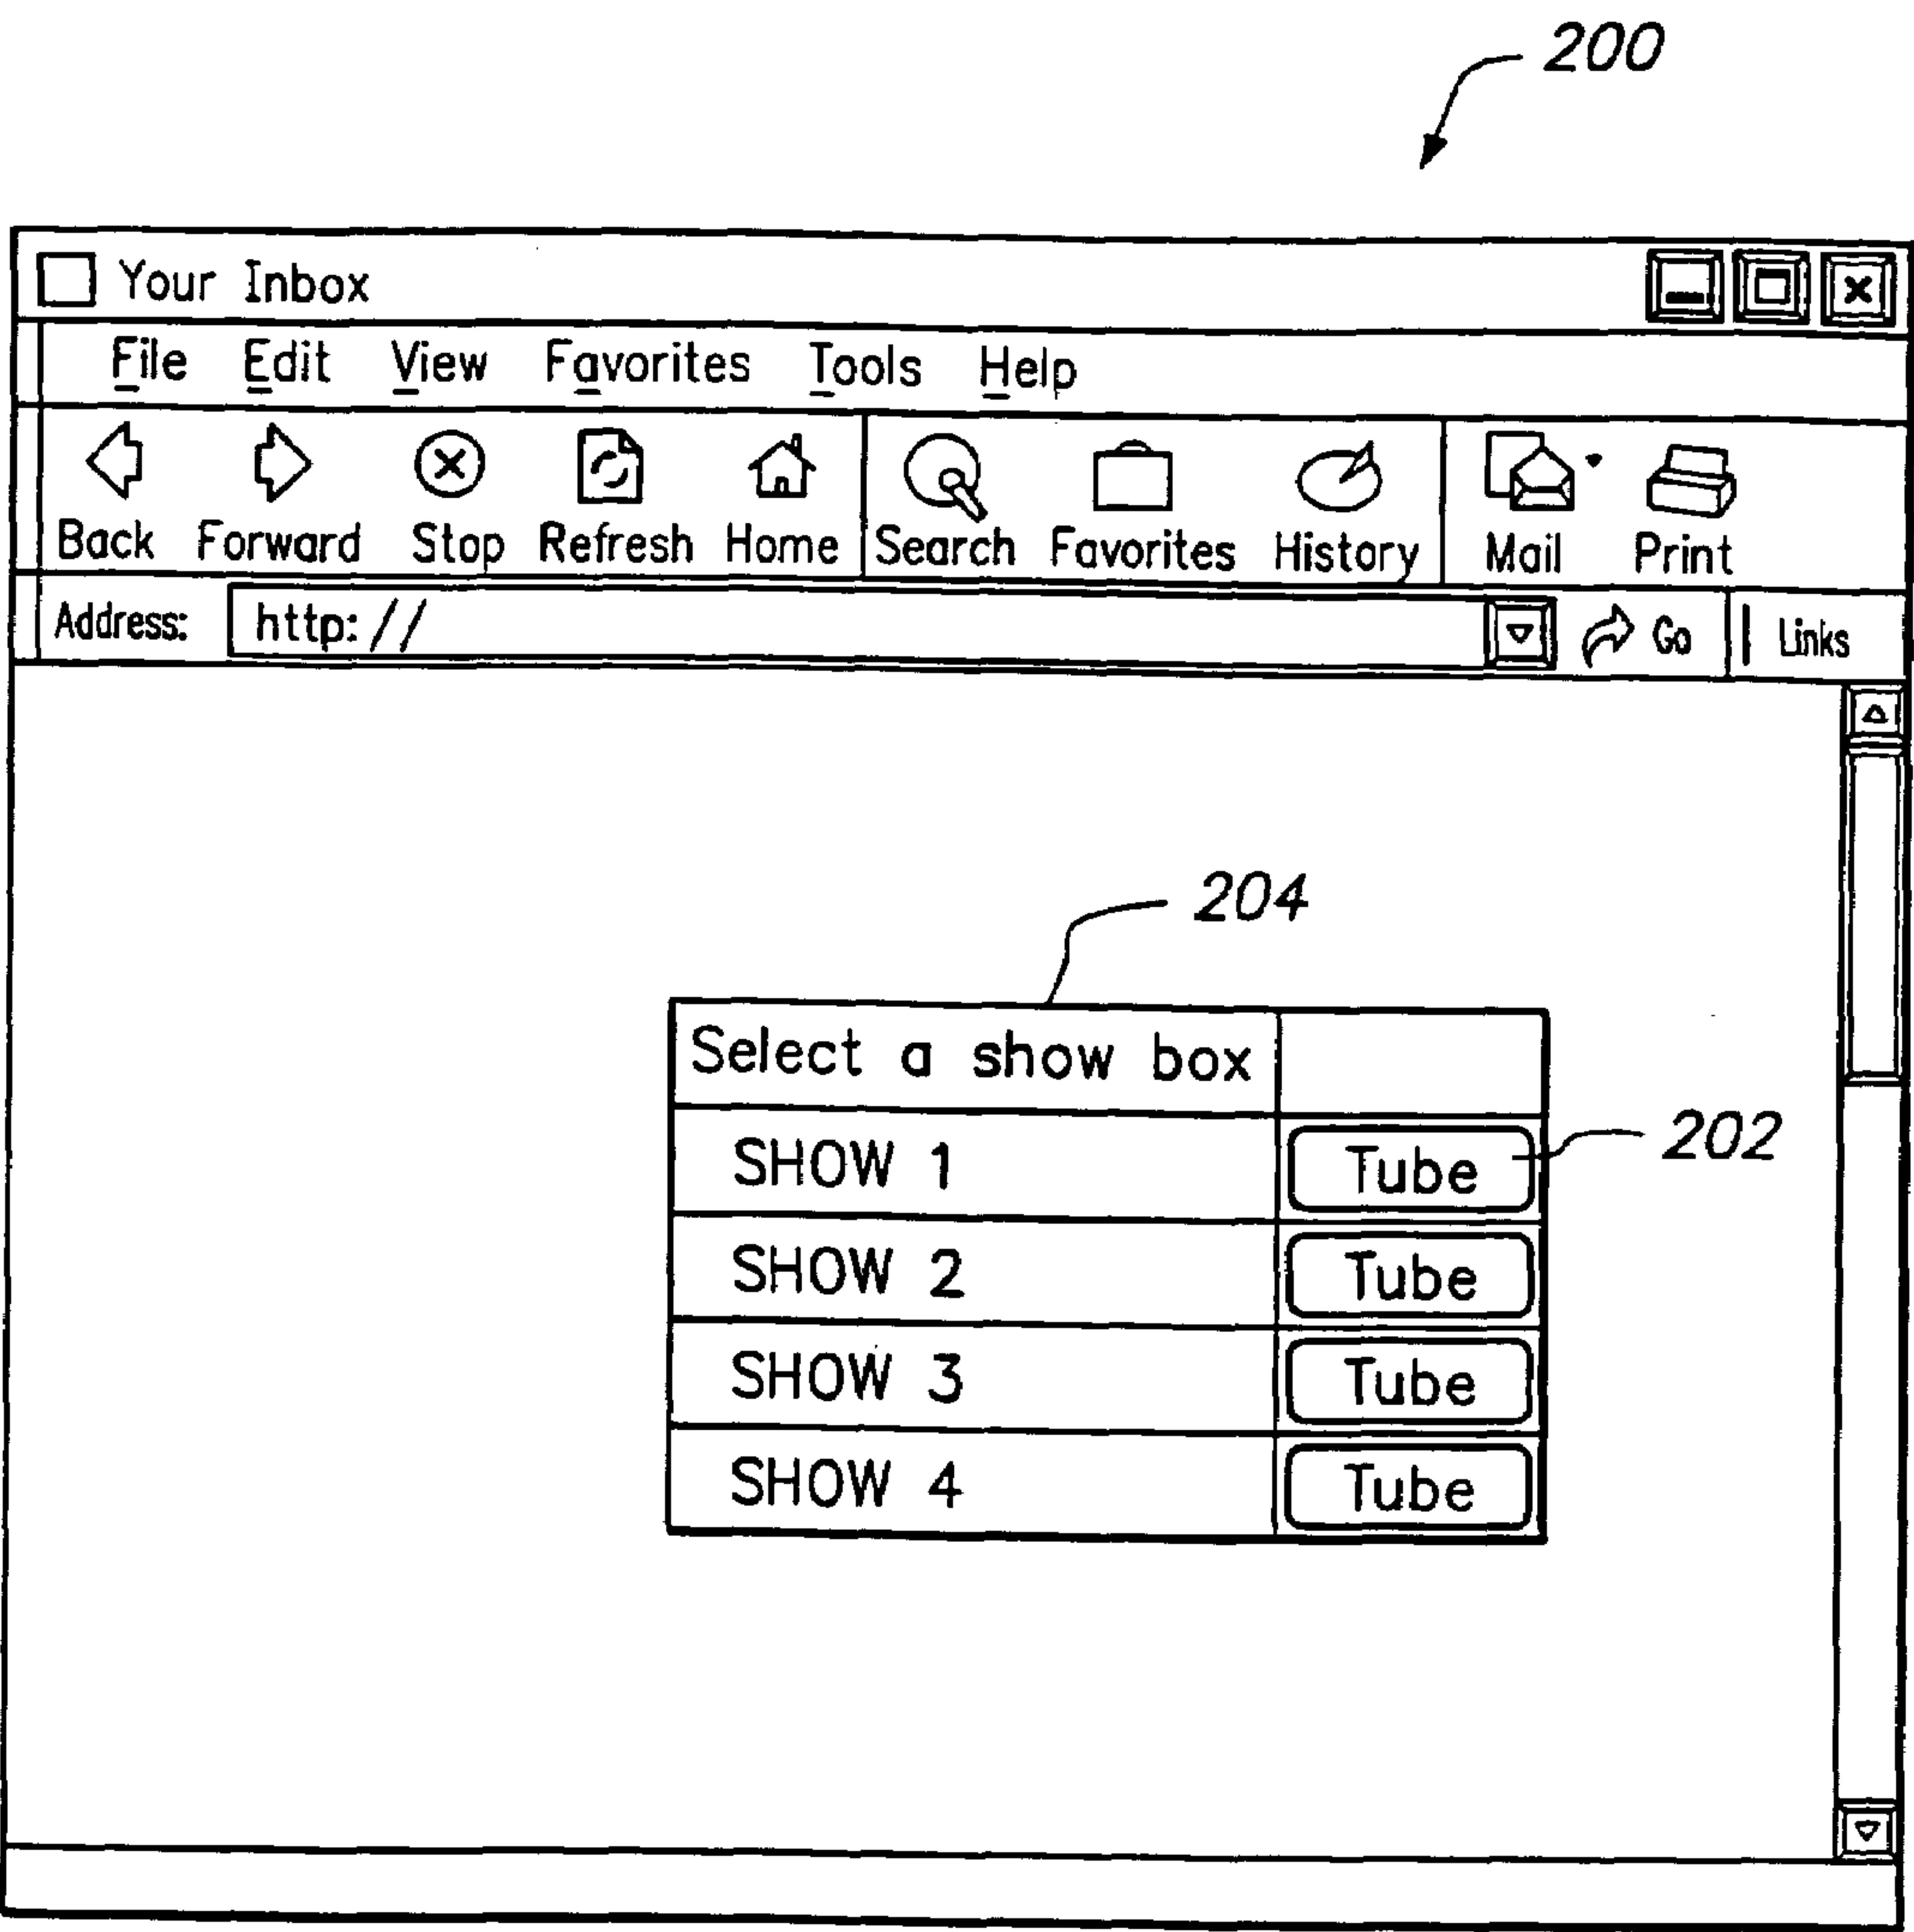 200
Your Inbox
File Edit View Favorites Tools Help
Back Forward Stop Refresh Home Search Favorites History Mail Print
Address: http:// Go Links
204
Select a show box
SHOW 1 Tube 202
SHOW 2 Tube
SHOW 3 Tube
SHOW 4 Tube